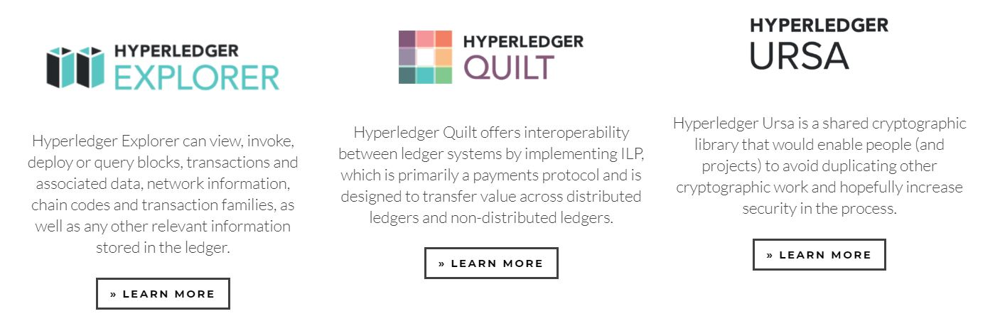 HYPERLEDGER
EXPLORER
Hyperledger Explorer can view, invoke,
deploy or query blocks, transactions and
associated data, network information,
chain codes and transaction families, as
well as any other relevant information
stored in the ledger.
» LEARN MORE
HYPERLEDGER
QUILT
Hyperledger Quilt offers interoperability
between ledger systems by implementing ILP,
which is primarily a payments protocol and is
designed to transfer value across distributed
ledgers and non-distributed ledgers.
» LEARN MORE
HYPERLEDGER
URSA
Hyperledger Ursa is a shared cryptographic
library that would enable people (and
projects) to avoid duplicating other
cryptographic work and hopefully increase
security in the process.
» LEARN MORE